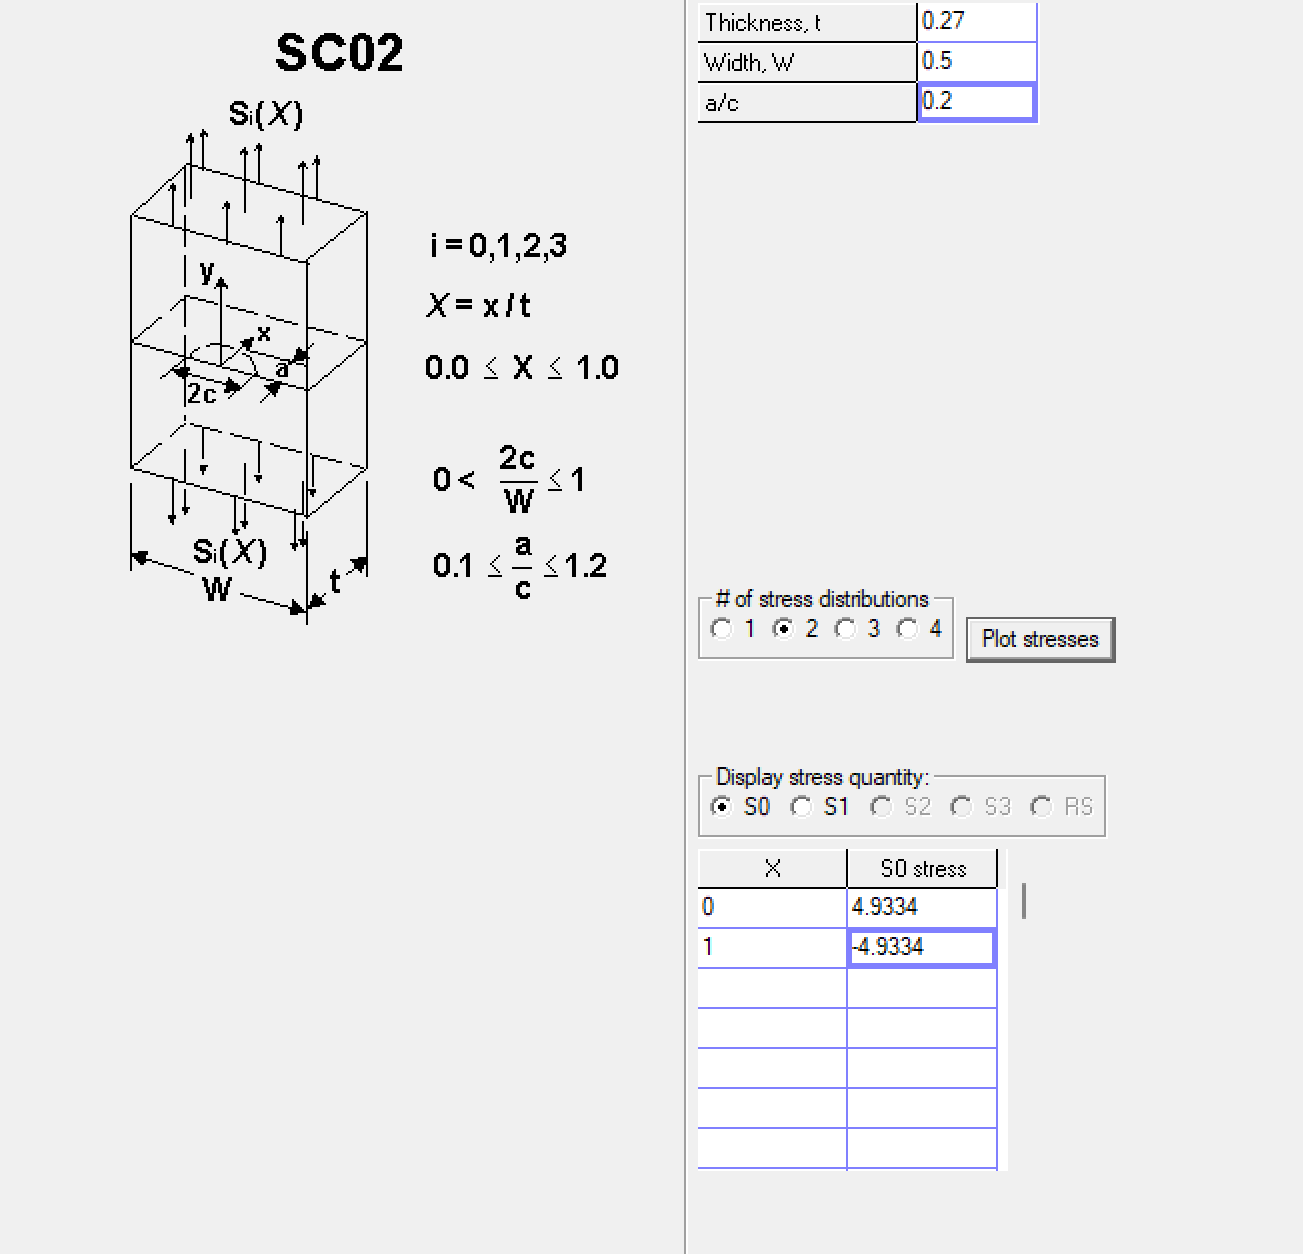 SC02
Si(X)
y
x
a
2c
Si(X)
W
t
i = 0,1,2,3
X = x / t
0.0 ≤ X ≤ 1.0
0 < 2c/W ≤ 1
0.1 ≤ a/c ≤ 1.2
Thickness, t 0.27
Width, W 0.5
a/c 0.2
# of stress distributions
1 2 3 4
Plot stresses
Display stress quantity:
S0 S1 S2 S3 RS
X S0 stress
0 4.9334
1 -4.9334